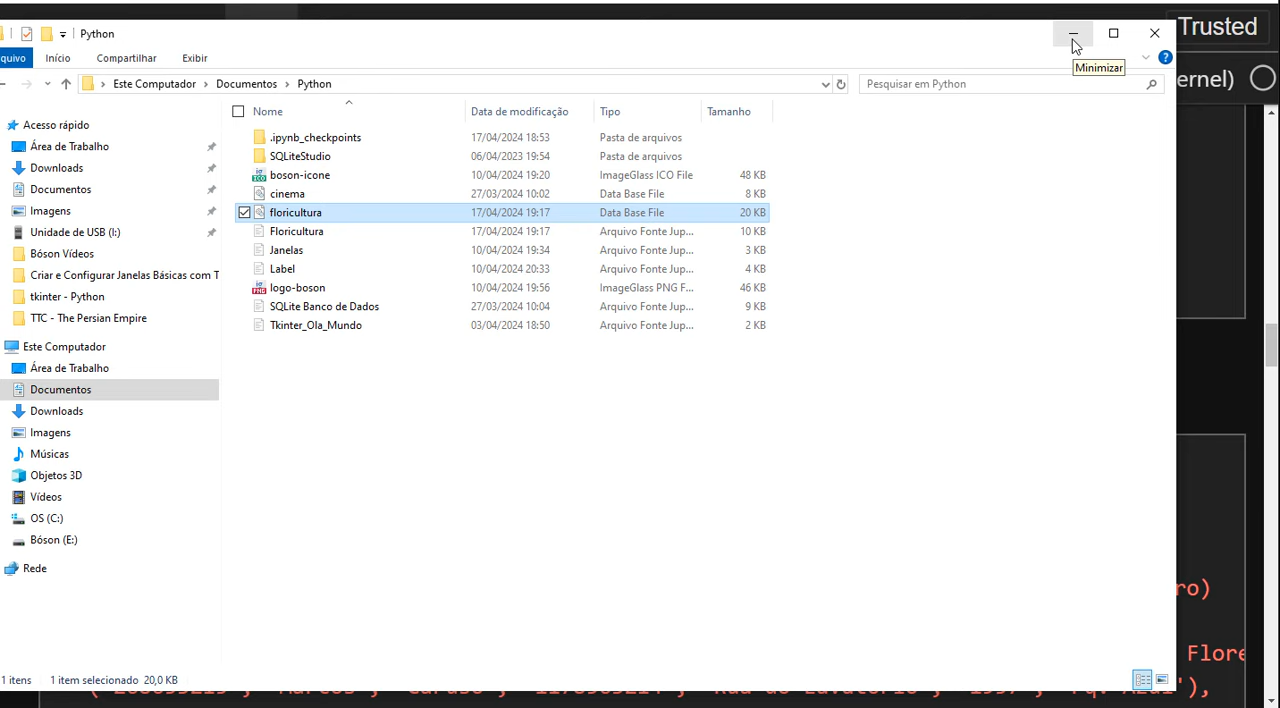 Python
Trusted
quivo Início Compartilhar Exibir
Minimizar
ernel)
Este Computador Documentos Python
Pesquisar em Python
Nome Data de modificação Tipo Tamanho
.ipynb_checkpoints 17/04/2024 18:53 Pasta de arquivos
SQLiteStudio 06/04/2023 19:54 Pasta de arquivos
boson-icone 10/04/2024 19:20 ImageGlass ICO File 48 KB
cinema 27/03/2024 10:02 Data Base File 8 KB
floricultura 17/04/2024 19:17 Data Base File 20 KB
Floricultura 17/04/2024 19:17 Arquivo Fonte Jup... 10 KB
Janelas 10/04/2024 19:34 Arquivo Fonte Jup... 3 KB
Label 10/04/2024 20:33 Arquivo Fonte Jup... 4 KB
logo-boson 10/04/2024 19:56 ImageGlass PNG F... 46 KB
SQLite Banco de Dados 27/03/2024 10:04 Arquivo Fonte Jup... 9 KB
Tkinter_Ola_Mundo 03/04/2024 18:50 Arquivo Fonte Jup... 2 KB
Acesso rápido
Área de Trabalho
Downloads
Documentos
Imagens
Unidade de USB (I:)
Bóson Vídeos
Criar e Configurar Janelas Básicas com T
tkinter - Python
TTC - The Persian Empire
Este Computador
Área de Trabalho
Documentos
Downloads
Imagens
Músicas
Objetos 3D
Vídeos
OS (C:)
Bóson (E:)
Rede
ro)
Flore
1 itens 1 item selecionado 20,0 KB